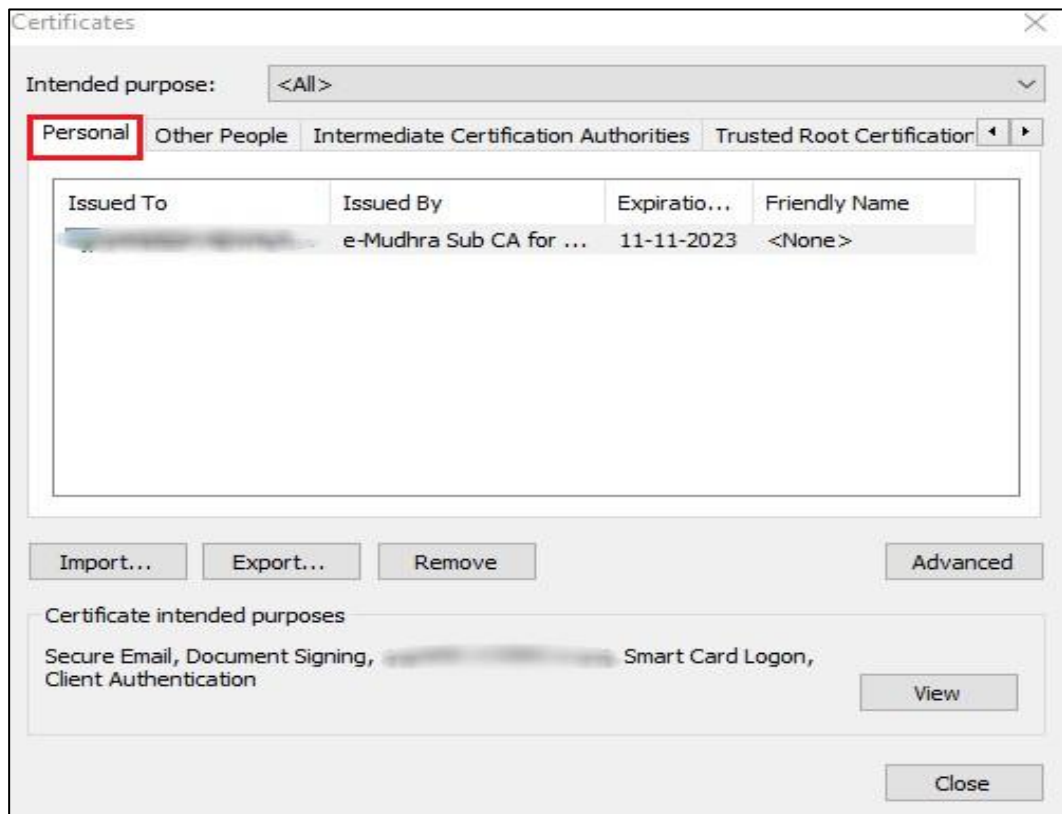 Certificates
Intended purpose: <All>
Personal Other People Intermediate Certification Authorities Trusted Root Certification
Issued To Issued By Expiratio... Friendly Name
... e-Mudhra Sub CA for ... 11-11-2023 <None>
Import... Export... Remove Advanced
Certificate intended purposes
Secure Email, Document Signing, Smart Card Logon,
Client Authentication
View
Close